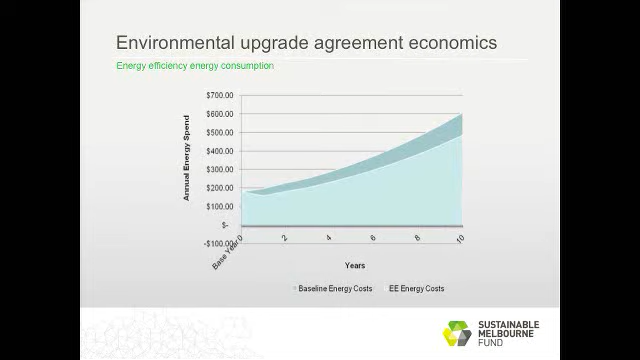 Environmental upgrade agreement economics
Energy efficiency energy consumption
$700.00
$600.00
$500.00
$400.00
$300.00
$200.00
$100.00
$-
-$100.00
Annual Energy Spend
Base Year 0
2
4
6
8
10
Years
Baseline Energy Costs
EE Energy Costs
SUSTAINABLE
MELBOURNE
FUND